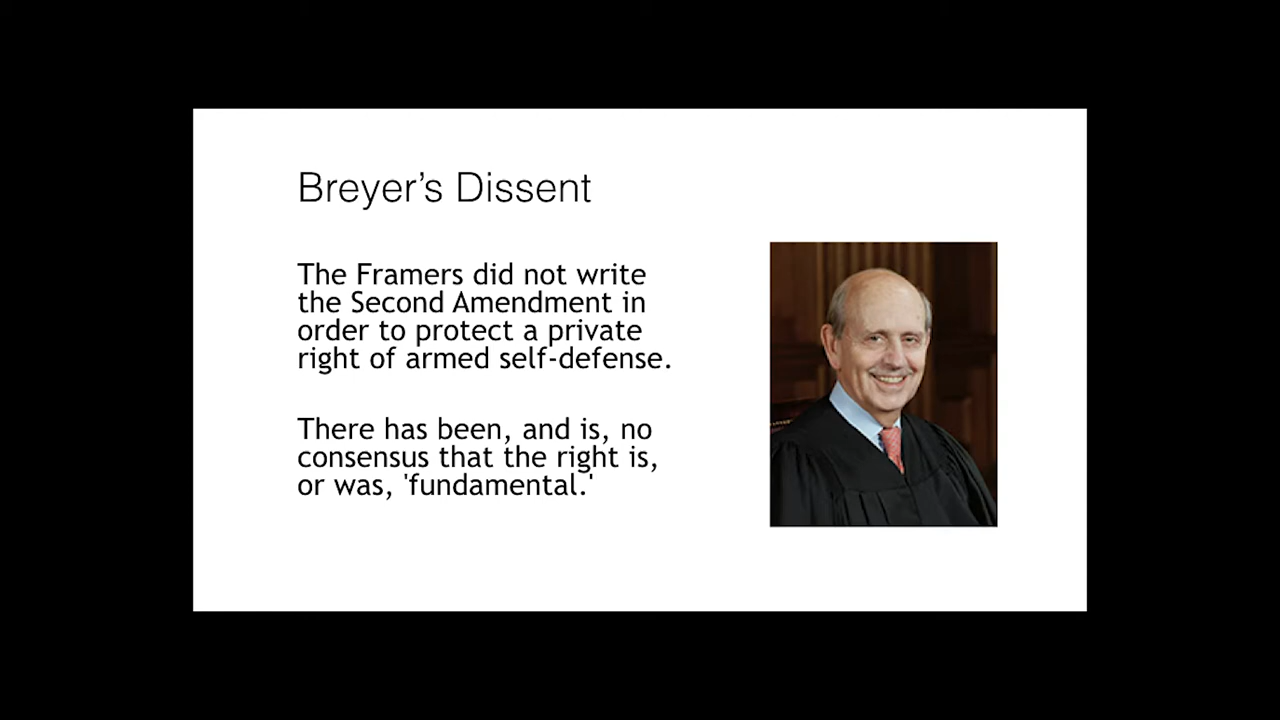 Breyer’s Dissent
The Framers did not write
the Second Amendment in
order to protect a private
right of armed self-defense.
There has been, and is, no
consensus that the right is,
or was, 'fundamental.'